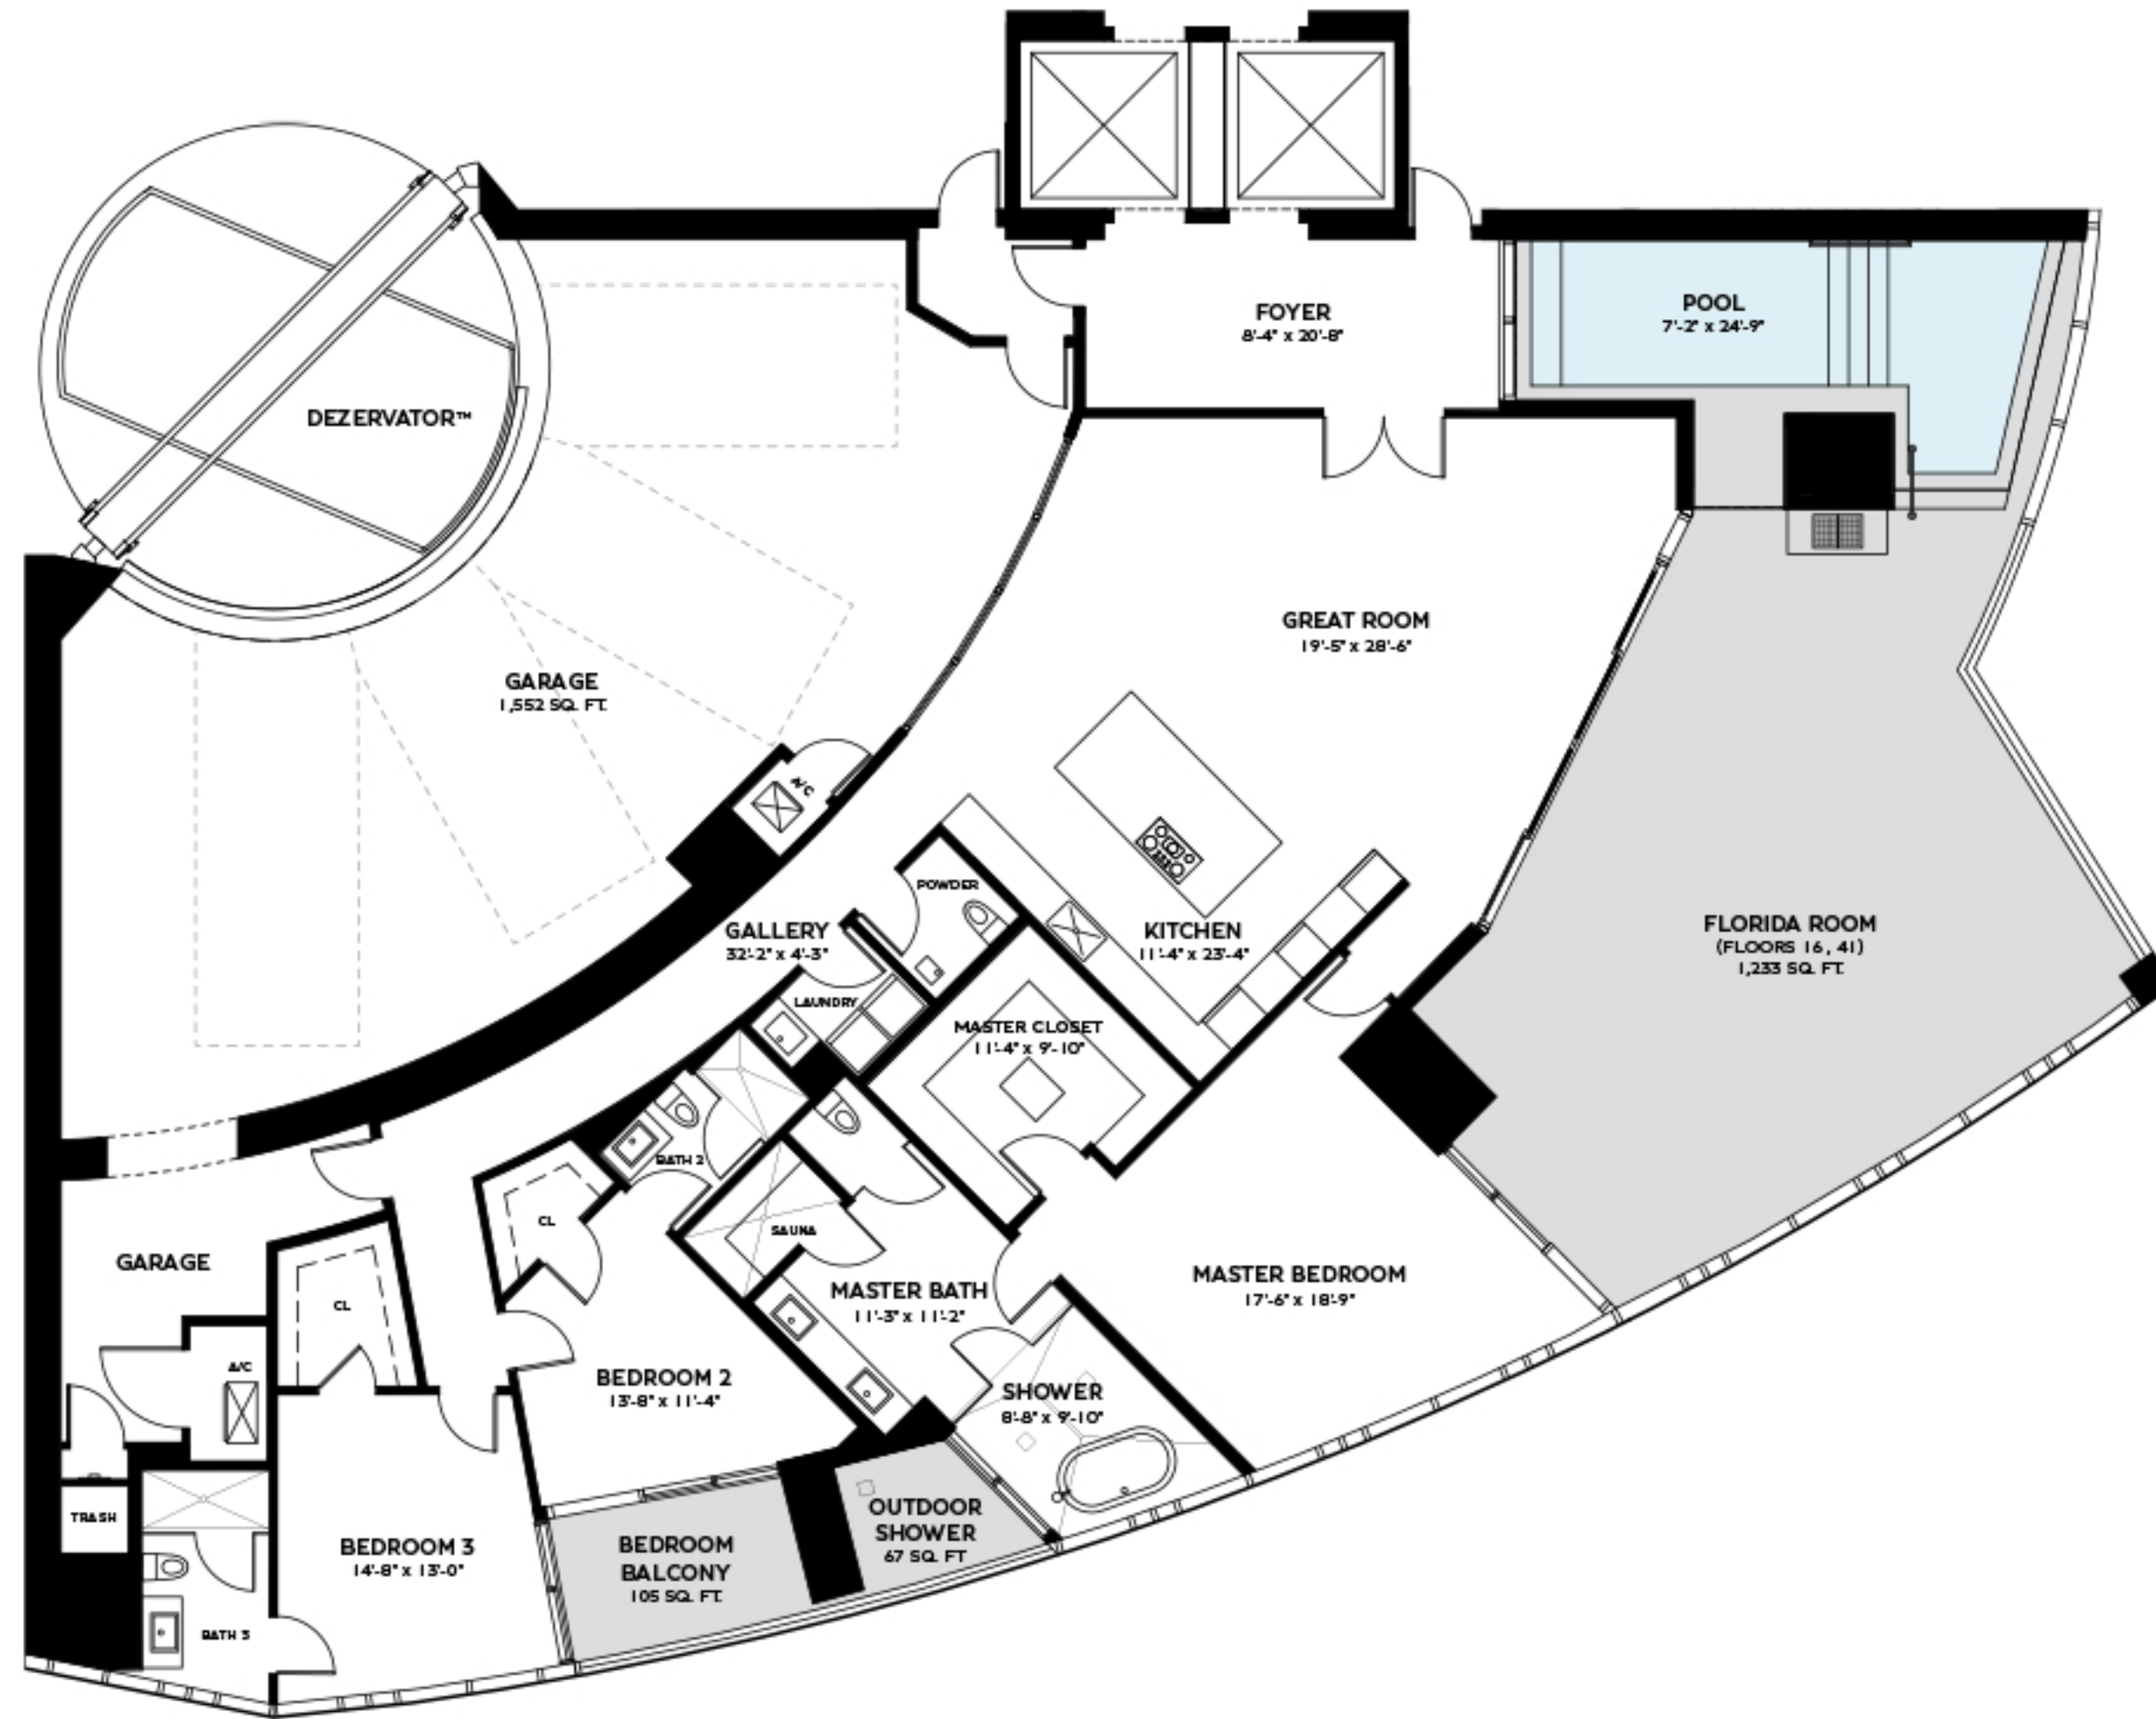 FOYER
8'-4" x 20'-8"
POOL
7'-2" x 24'-9"
DEZERVATOR™
GREAT ROOM
19'-5" x 28'-6"
GARAGE
1,552 SQ. FT.
A/C
POWDER
GALLERY
32'-2" x 4'-3"
KITCHEN
11'-4" x 23'-4"
FLORIDA ROOM
(FLOORS 16, 41)
1,233 SQ. FT.
LAUNDRY
MASTER CLOSET
11'-4" x 9'-10"
BATH 2
CL
SAUNA
GARAGE
CL
MASTER BATH
11'-3" x 11'-2"
MASTER BEDROOM
17'-6" x 18'-9"
A/C
BEDROOM 2
13'-8" x 11'-4"
SHOWER
8'-8" x 9'-10"
TRASH
BEDROOM 3
14'-8" x 13'-0"
BEDROOM
BALCONY
105 SQ. FT.
OUTDOOR
SHOWER
67 SQ. FT
BATH 3